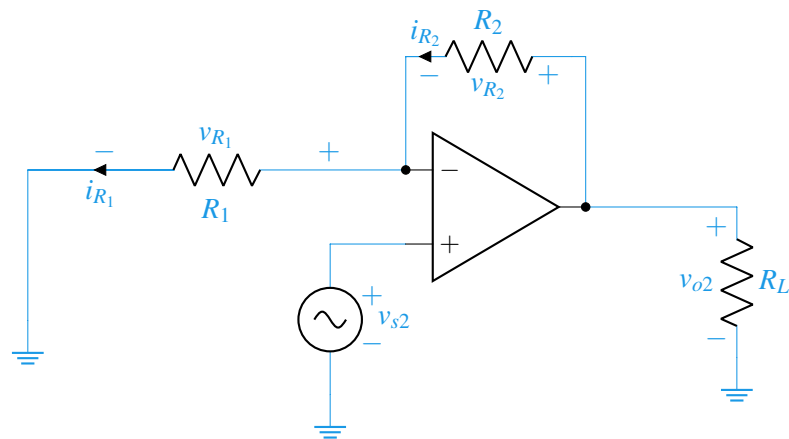 i_{R_2} R_2
− v_{R_2} +
− v_{R_1} +
i_{R_1} R_1
−
+
+ v_{s2} −
+ v_{o2} − R_L